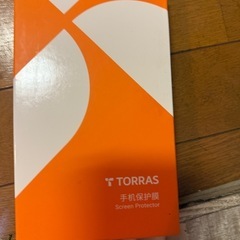 TORRAS
手机保护膜
Screen Protector